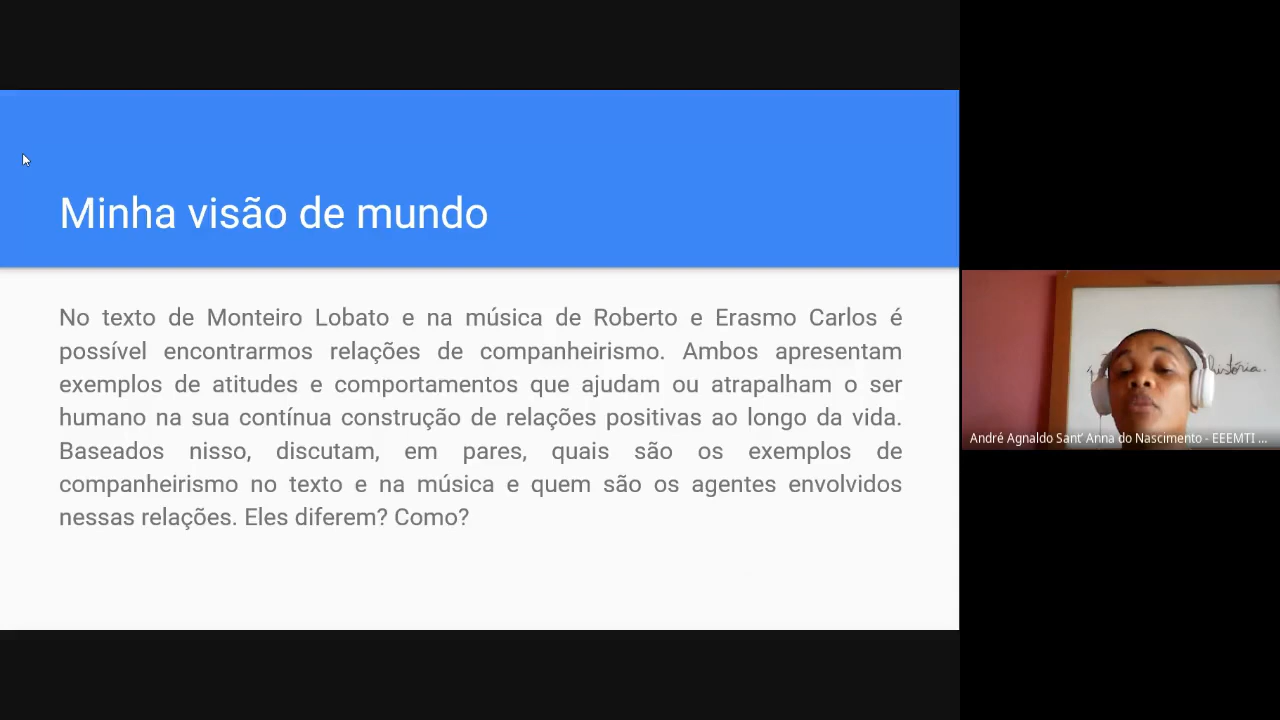 Minha visão de mundo
No texto de Monteiro Lobato e na música de Roberto e Erasmo Carlos é
possível encontrarmos relações de companheirismo. Ambos apresentam
exemplos de atitudes e comportamentos que ajudam ou atrapalham o ser
humano na sua contínua construção de relações positivas ao longo da vida.
Baseados nisso, discutam, em pares, quais são os exemplos de
companheirismo no texto e na música e quem são os agentes envolvidos
nessas relações. Eles diferem? Como?
história.
André Agnaldo Sant' Anna do Nascimento - EEEMTI ...